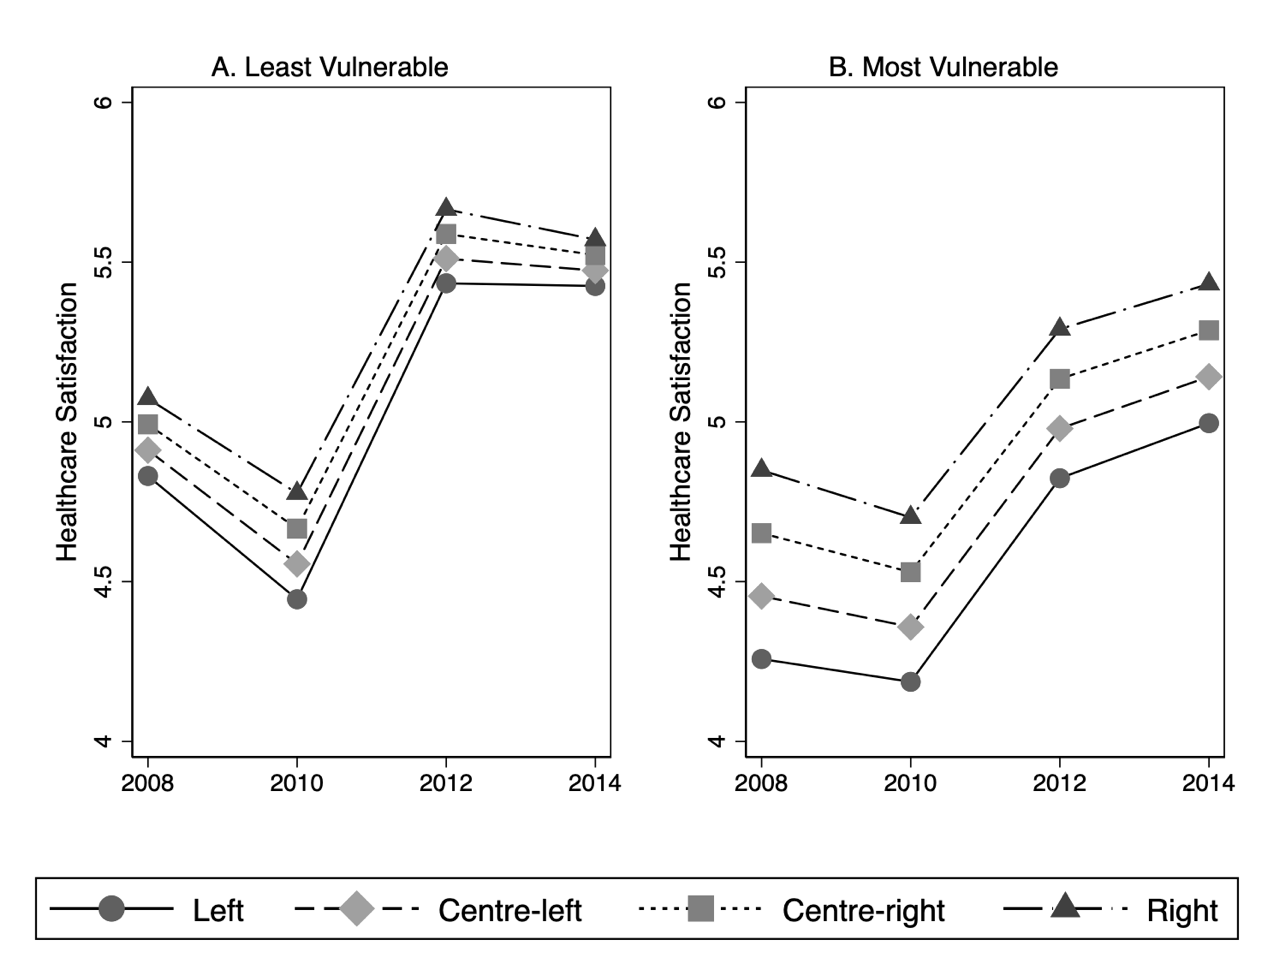 A. Least Vulnerable
Healthcare Satisfaction
6
5.5
5
4.5
4
2008 2010 2012 2014
B. Most Vulnerable
Healthcare Satisfaction
6
5.5
5
4.5
4
2008 2010 2012 2014
Left Centre-left Centre-right Right